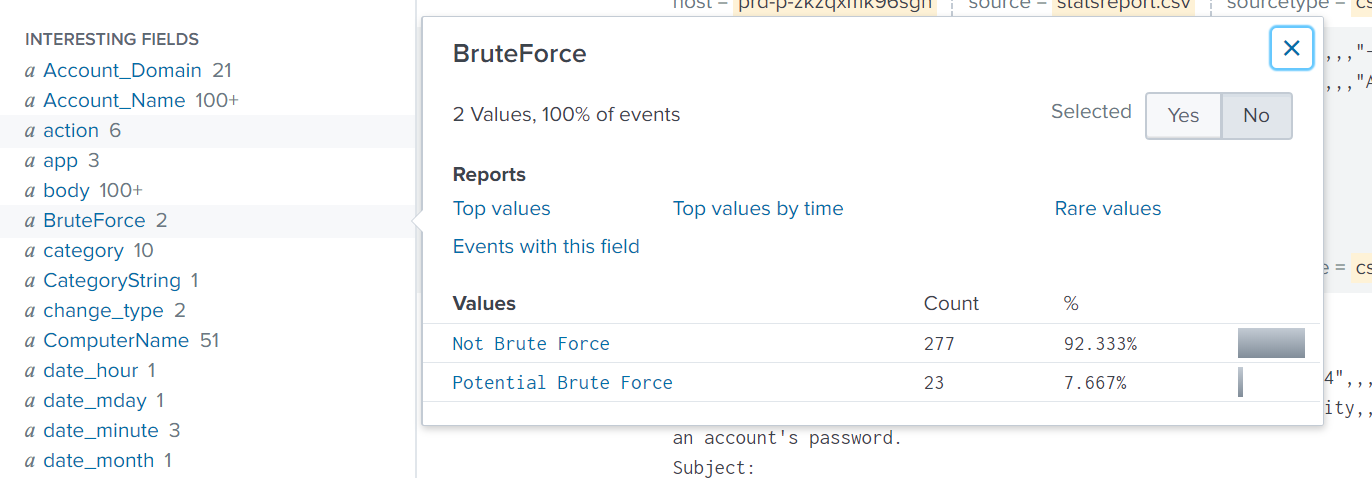 host = prd-p-zkzqxmk96sgh source = statsreport.csv sourcetype = cs
INTERESTING FIELDS
a Account_Domain 21
a Account_Name 100+
a action 6
a app 3
a body 100+
a BruteForce 2
a category 10
a CategoryString 1
a change_type 2
a ComputerName 51
a date_hour 1
a date_mday 1
a date_minute 3
a date_month 1
BruteForce
2 Values, 100% of events
Selected Yes No
Reports
Top values Top values by time Rare values
Events with this field
Values Count %
Not Brute Force 277 92.333%
Potential Brute Force 23 7.667%
,,,"-
,,,"A
e = cs
4",,,
ity,,
an account's password.
Subject: